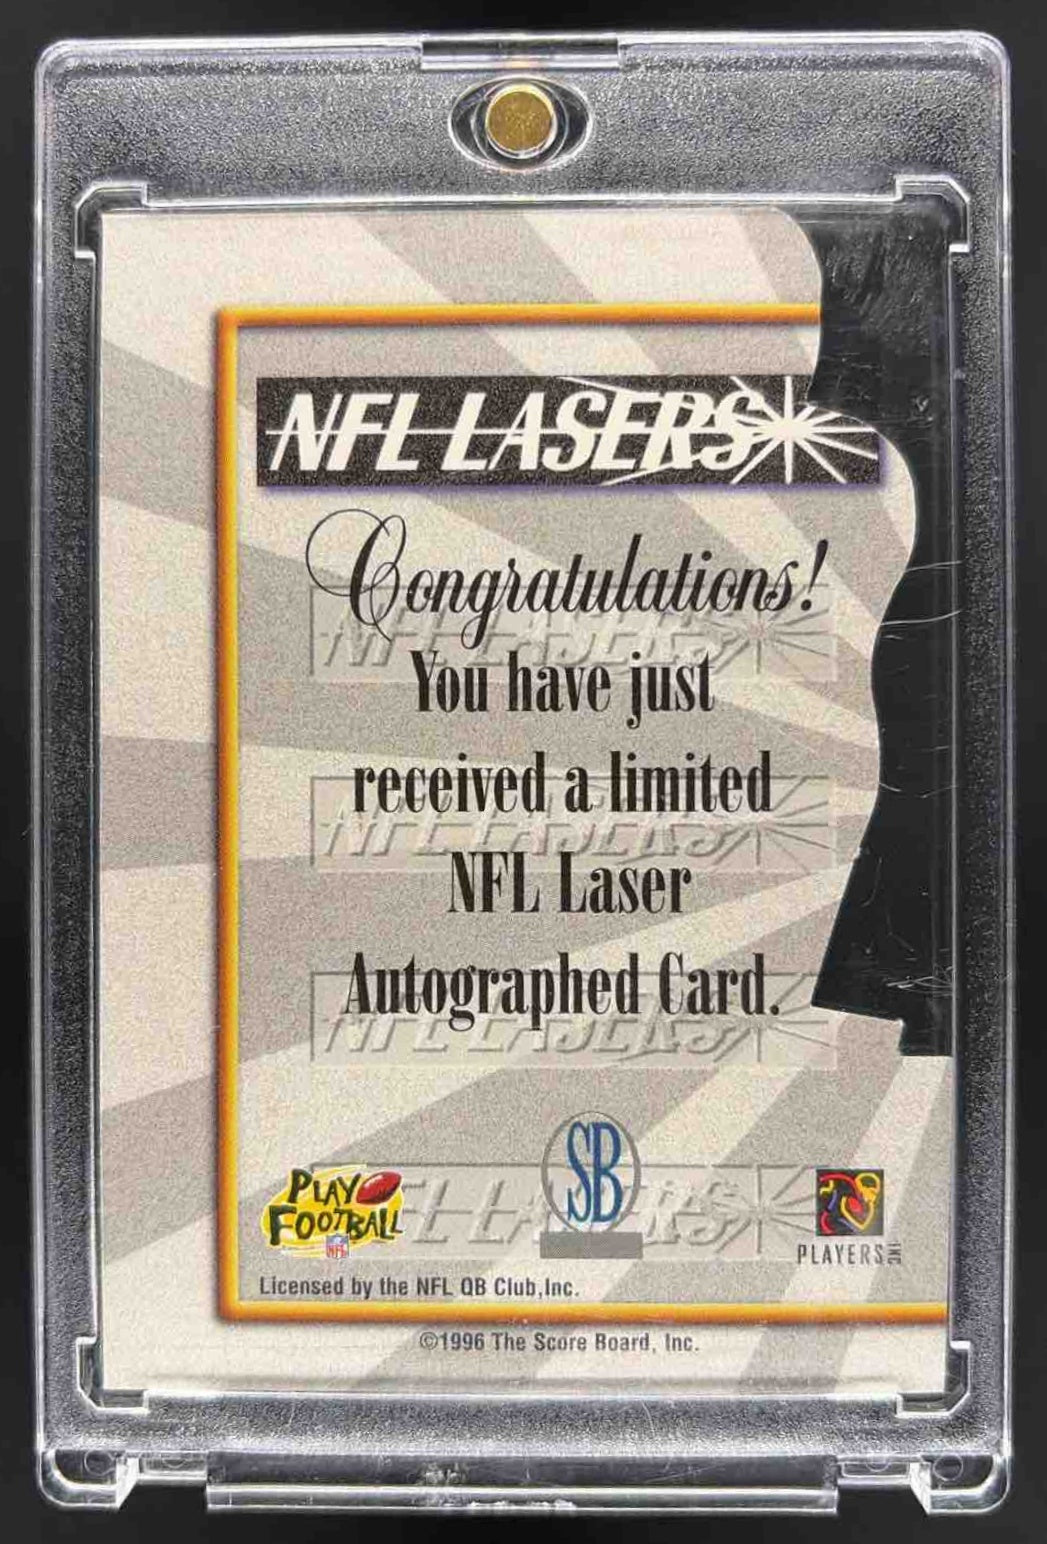 NFL LASERS
Congratulations!
You have just
received a limited
NFL Laser
Autographed Card.
PLAY
FOOTBALL
NFL
SB
PLAYERS INC
Licensed by the NFL QB Club,Inc.
©1996 The Score Board, Inc.